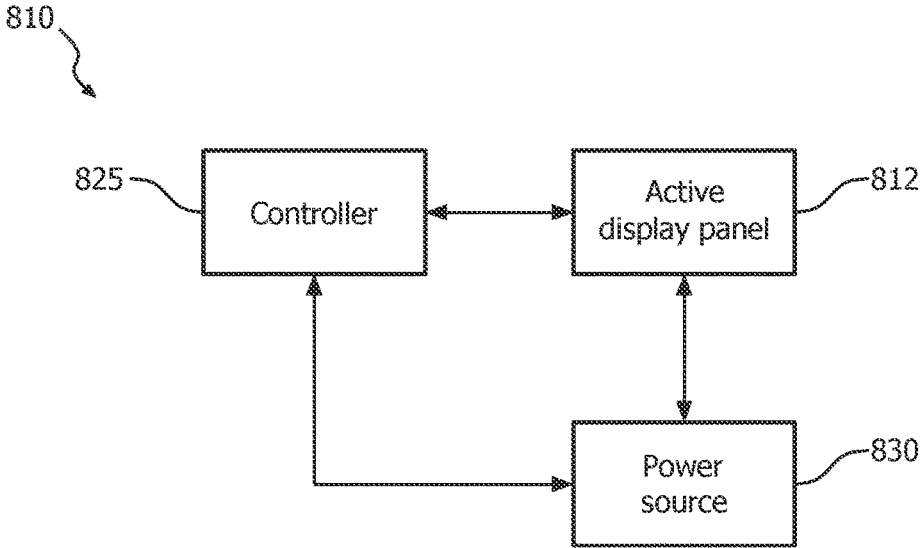 810
825
Controller
Active
display panel
812
Power
source
830